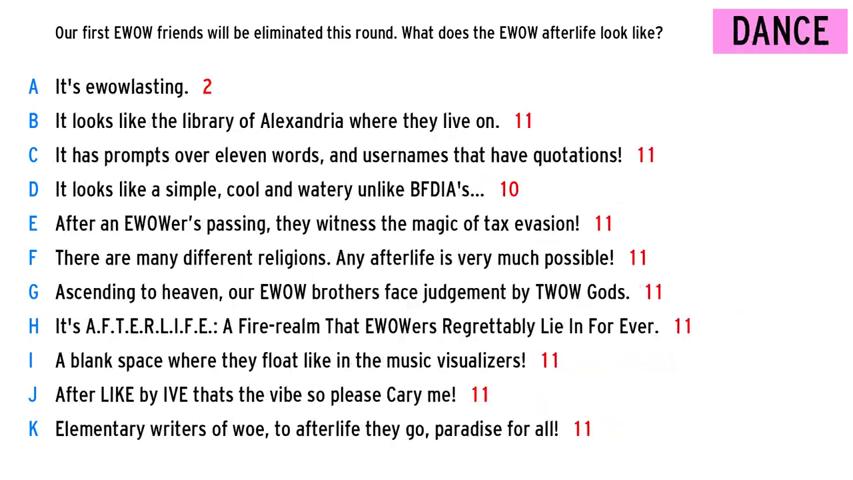 Our first EWOW friends will be eliminated this round. What does the EWOW afterlife look like?
DANCE
A It's ewowlasting. 2
B It looks like the library of Alexandria where they live on. 11
C It has prompts over eleven words, and usernames that have quotations! 11
D It looks like a simple, cool and watery unlike BFDIA's... 10
E After an EWOWer’s passing, they witness the magic of tax evasion! 11
F There are many different religions. Any afterlife is very much possible! 11
G Ascending to heaven, our EWOW brothers face judgement by TWOW Gods. 11
H It's A.F.T.E.R.L.I.F.E.: A Fire-realm That EWOWers Regrettably Lie In For Ever. 11
I A blank space where they float like in the music visualizers! 11
J After LIKE by IVE thats the vibe so please Cary me! 11
K Elementary writers of woe, to afterlife they go, paradise for all! 11